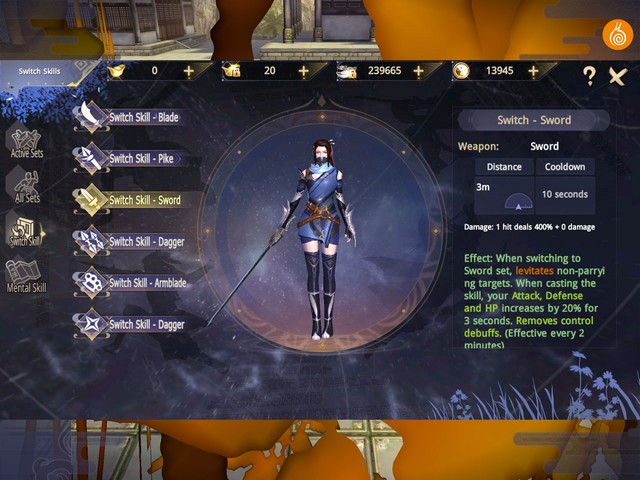 Switch Skills
0
20
239665
13945
?
Active Sets
All Sets
Switch Skill
Mental Skill
Switch Skill - Blade
Switch Skill - Pike
Switch Skill - Sword
Switch Skill - Dagger
Switch Skill - Armblade
Switch Skill - Dagger
Switch - Sword
Weapon: Sword
Distance Cooldown
3m
10 seconds
Damage: 1 hit deals 400% + 0 damage
Effect: When switching to
Sword set, levitates non-parryi
ng targets. When casting the
skill, your Attack, Defense
and HP increases by 20% for
3 seconds. Removes control
debuffs. (Effective every 2
minutes)